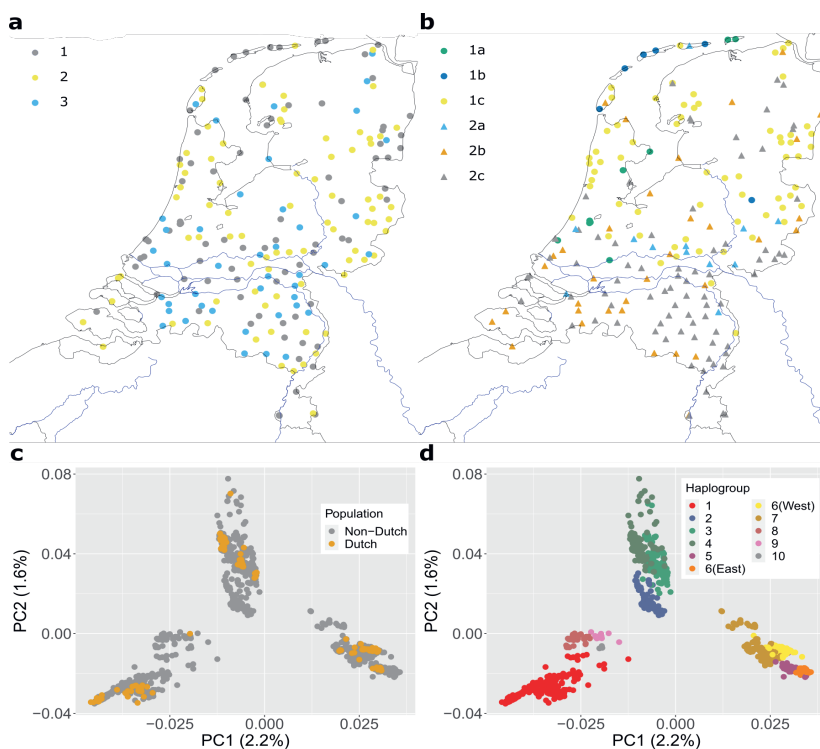 a
1
2
3
b
1a
1b
1c
2a
2b
2c
c
0.08
0.04
0.00
−0.04
PC2 (1.6%)
−0.025
0.000
0.025
PC1 (2.2%)
Population
Non−Dutch
Dutch
d
0.08
0.04
0.00
−0.04
PC2 (1.6%)
−0.025
0.000
0.025
PC1 (2.2%)
Haplogroup
1
2
3
4
5
6(East)
6(West)
7
8
9
10